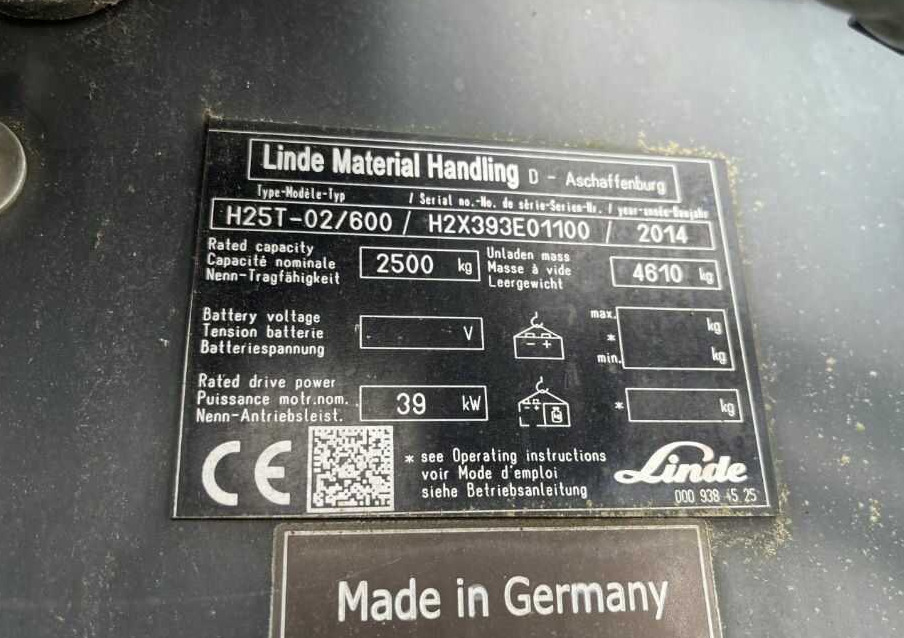 Linde Material Handling D - Aschaffenburg
Type-Modèle-Typ / Serial no.-No. de série-Serien-Nr. / year-année-Baujahr
H25T-02/600 / H2X393E01100 / 2014
Rated capacity
Capacité nominale 2500 kg
Nenn-Tragfähigkeit
Unladen mass
Masse à vide 4610 kg
Leergewicht
Battery voltage
Tension batterie V
Batteriespannung
- +
max. kg
*
min. kg
Rated drive power
Puissance motr.nom. 39 kW
Nenn-Antriebsleist.
- +
* kg
CE
* see Operating instructions
voir Mode d'emploi
siehe Betriebsanleitung
Linde
000 938 45 25
Made in Germany